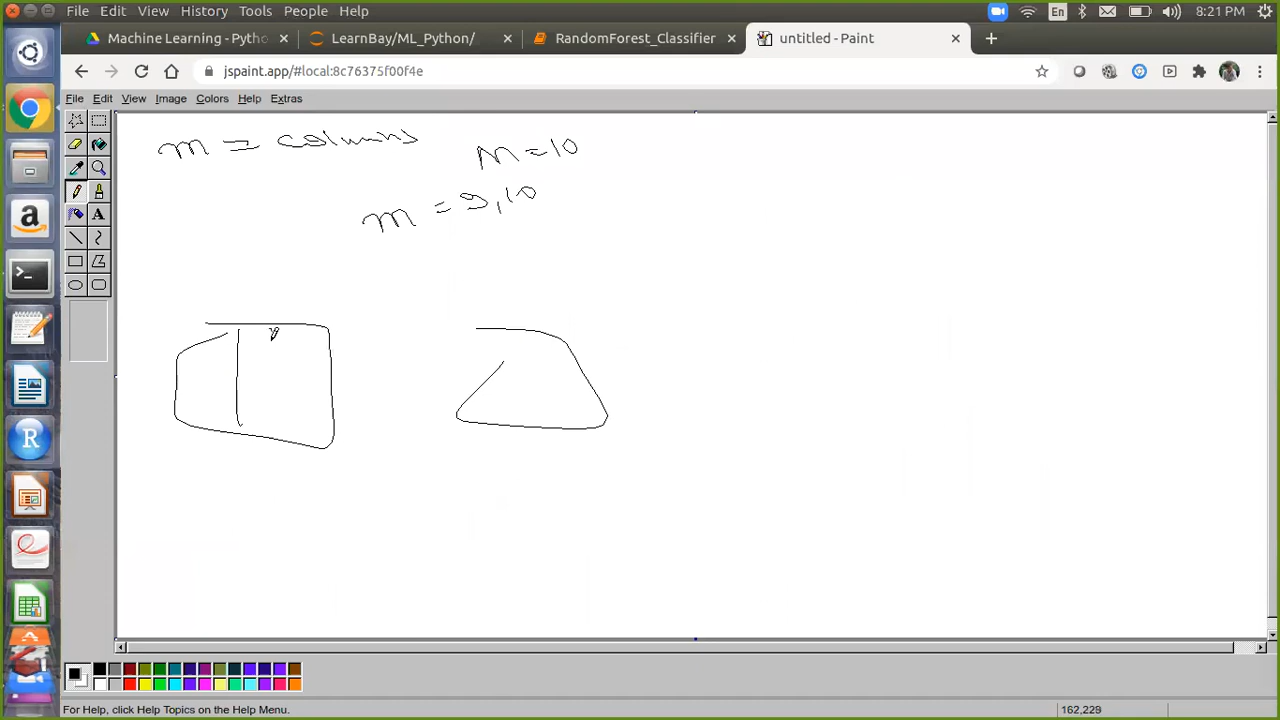 File Edit View History Tools People Help En 8:21 PM
Machine Learning - Pytho LearnBay/ML_Python/ RandomForest_Classifier untitled - Paint
jspaint.app/#local:8c76375f00f4e
File Edit View Image Colors Help Extras
m = columns
M=10
m = 9,10
For Help, click Help Topics on the Help Menu. 162,229